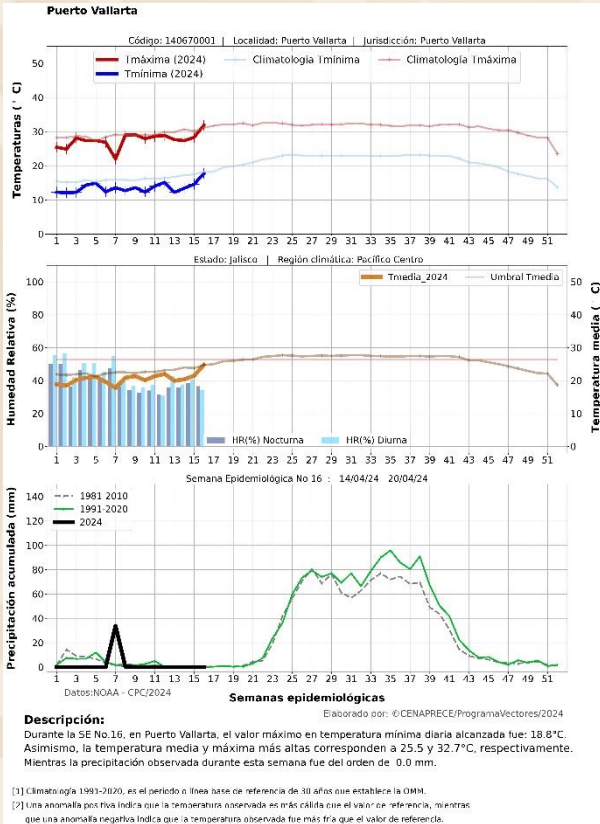 Puerto Vallarta
Código: 140670001 | Localidad: Puerto Vallarta | Jurisdicción: Puerto Vallarta
Tmáxima (2024)
Tmínima (2024)
Climatología Tmínima
Climatología Tmáxima
Temperaturas (° C)
50
40
30
20
10
0
1 3 5 7 9 11 13 15 17 19 21 23 25 27 29 31 33 35 37 39 41 43 45 47 49 51
Estado: Jalisco | Región climática: Pacífico Centro
Tmedia_2024
Umbral Tmedia
Humedad Relativa (%)
100
80
60
40
20
0
Temperatura media (° C)
50
40
30
20
10
0
HR(%) Nocturna
HR(%) Diurna
1 3 5 7 9 11 13 15 17 19 21 23 25 27 29 31 33 35 37 39 41 43 45 47 49 51
Semana Epidemiológica No 16 : 14/04/24 20/04/24
1981 2010
1991-2020
2024
Precipitación acumulada (mm)
140
120
100
80
60
40
20
0
1 3 5 7 9 11 13 15 17 19 21 23 25 27 29 31 33 35 37 39 41 43 45 47 49 51
Datos:NOAA - CPC/2024
Semanas epidemiológicas
Elaborado por: ©CENAPRECE/ProgramaVectores/2024
Descripción:
Durante la SE No.16, en Puerto Vallarta, el valor máximo en temperatura mínima diaria alcanzada fue: 18.8°C.
Asimismo, la temperatura media y máxima más altas corresponden a 25.5 y 32.7°C, respectivamente.
Mientras la precipitación observada durante esta semana fue del orden de 0.0 mm.
[1] Climatología 1991-2020, es el periodo o línea base de referencia de 30 años que establece la OMM.
[2] Una anomalía pos tiva indica que la temperatura observada es más cálida que el valor de referencia, mientras
que una anomalía negativa indica que la temperatura observada fue más fría que el valor de referencia.